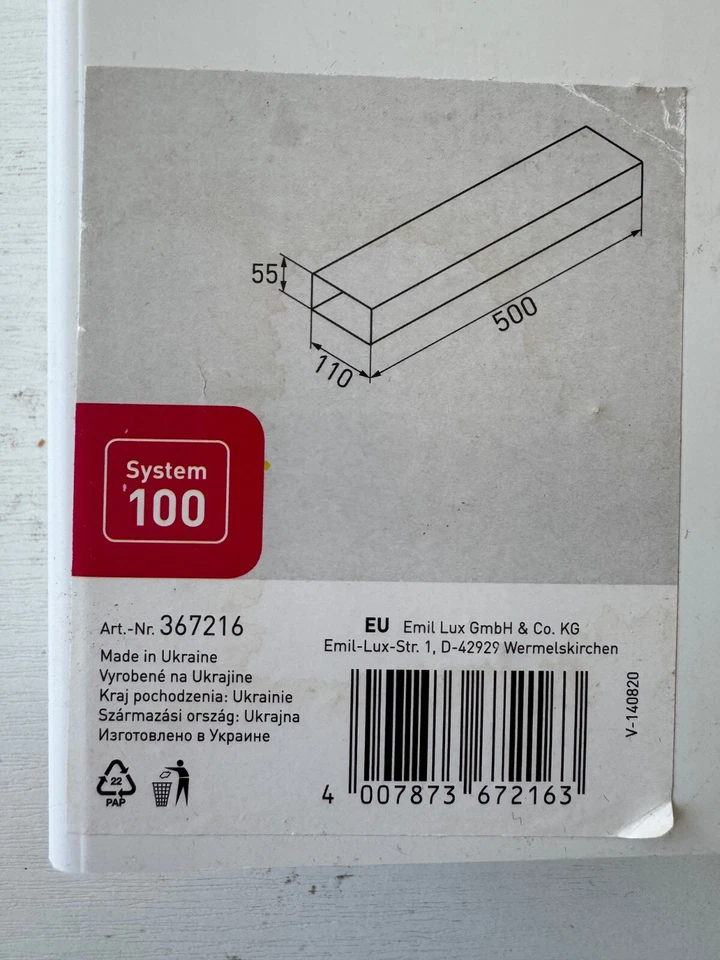 55
110
500
System
100
Art.-Nr. 367216
Made in Ukraine
Vyrobené na Ukrajine
Kraj pochodzenia: Ukrainie
Származási ország: Ukrajna
Изготовлено в Украине
22
PAP
EU Emil Lux GmbH & Co. KG
Emil-Lux-Str. 1, D-42929 Wermelskirchen
V-140820
4 007873 672163